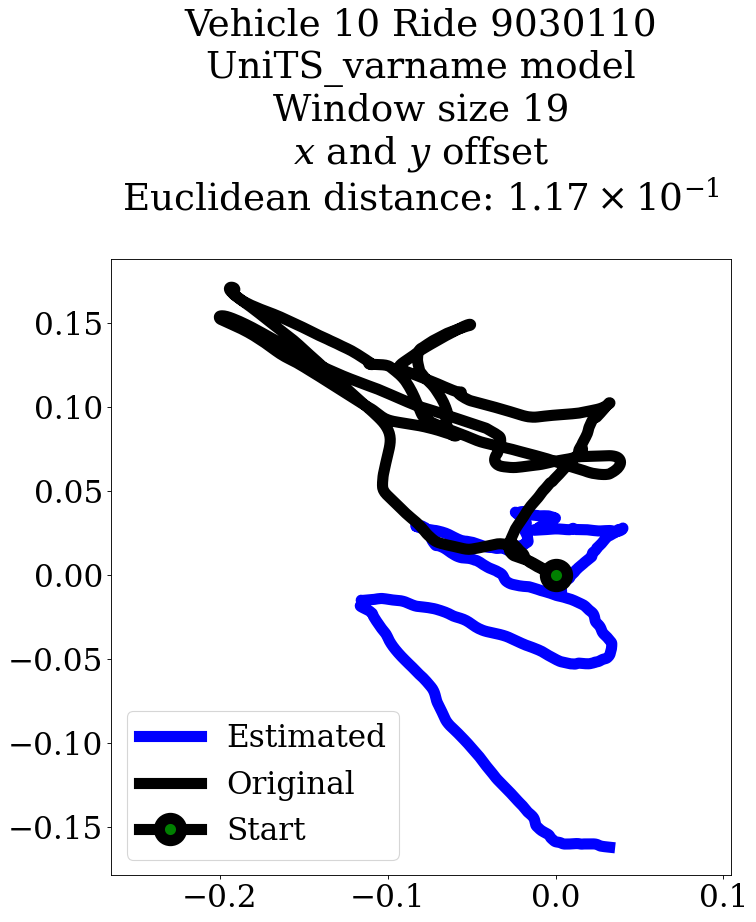 Vehicle 10 Ride 9030110
UniTS_varname model
Window size 19
x and y offset
Euclidean distance: 1.17 × 10⁻¹
0.15
0.10
0.05
0.00
−0.05
−0.10
−0.15
Estimated
Original
Start
−0.2 −0.1 0.0 0.1